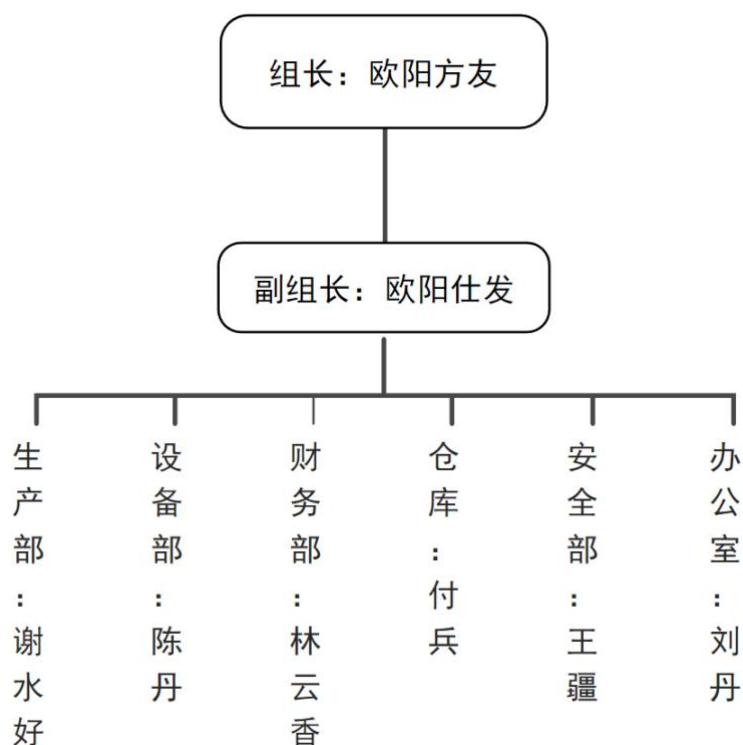 组长：欧阳方友
副组长：欧阳仕发
生产部：谢水好
设备部：陈丹
财务部：林云香
仓库：付兵
安全部：王疆
办公室：刘丹